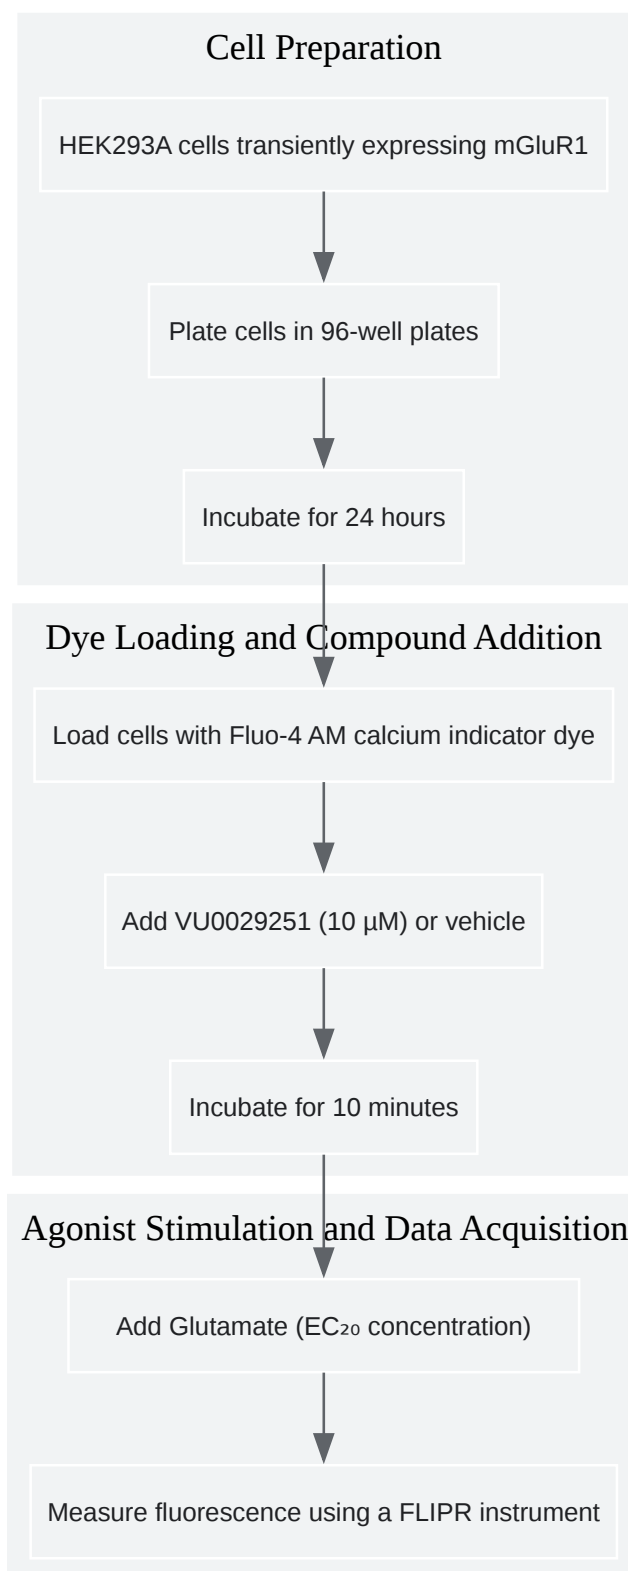 Cell Preparation
HEK293A cells transiently expressing mGluR1
Plate cells in 96-well plates
Incubate for 24 hours
Dye Loading and Compound Addition
Load cells with Fluo-4 AM calcium indicator dye
Add VU0029251 (10 µM) or vehicle
Incubate for 10 minutes
Agonist Stimulation and Data Acquisition
Add Glutamate (EC₂₀ concentration)
Measure fluorescence using a FLIPR instrument